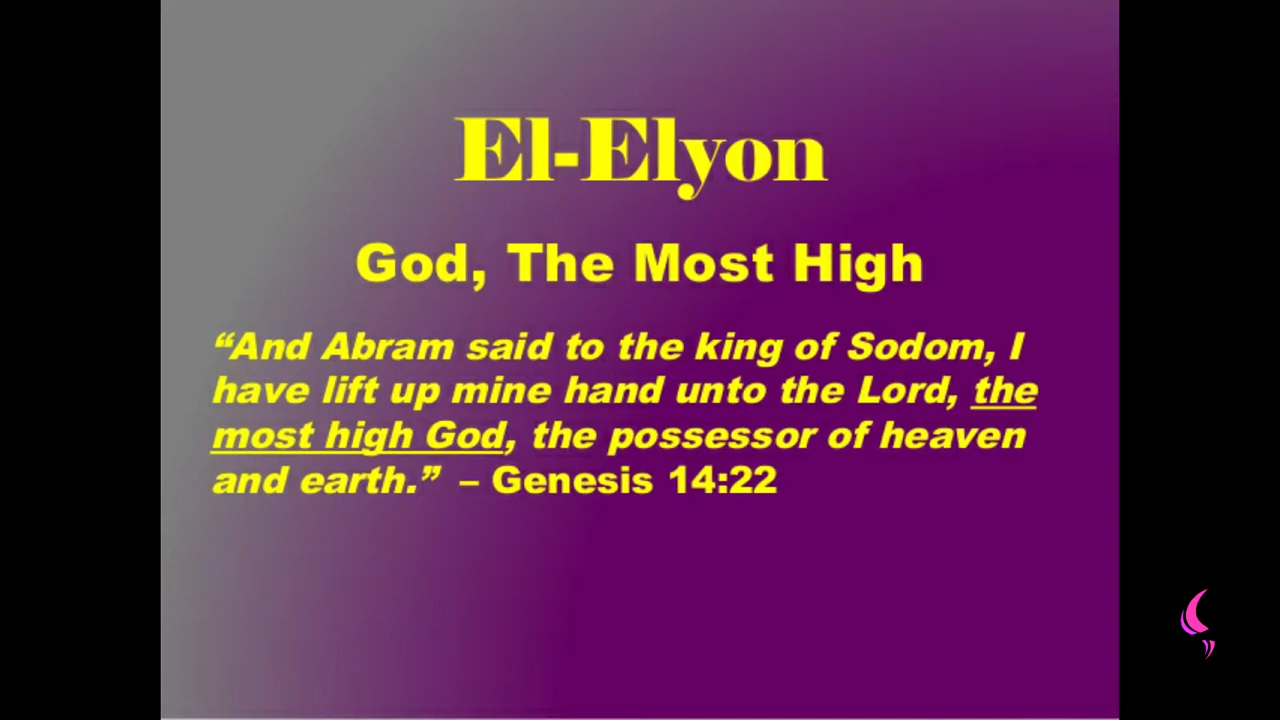 El-Elyon
God, The Most High
“And Abram said to the king of Sodom, I
have lift up mine hand unto the Lord, the
most high God, the possessor of heaven
and earth.” – Genesis 14:22